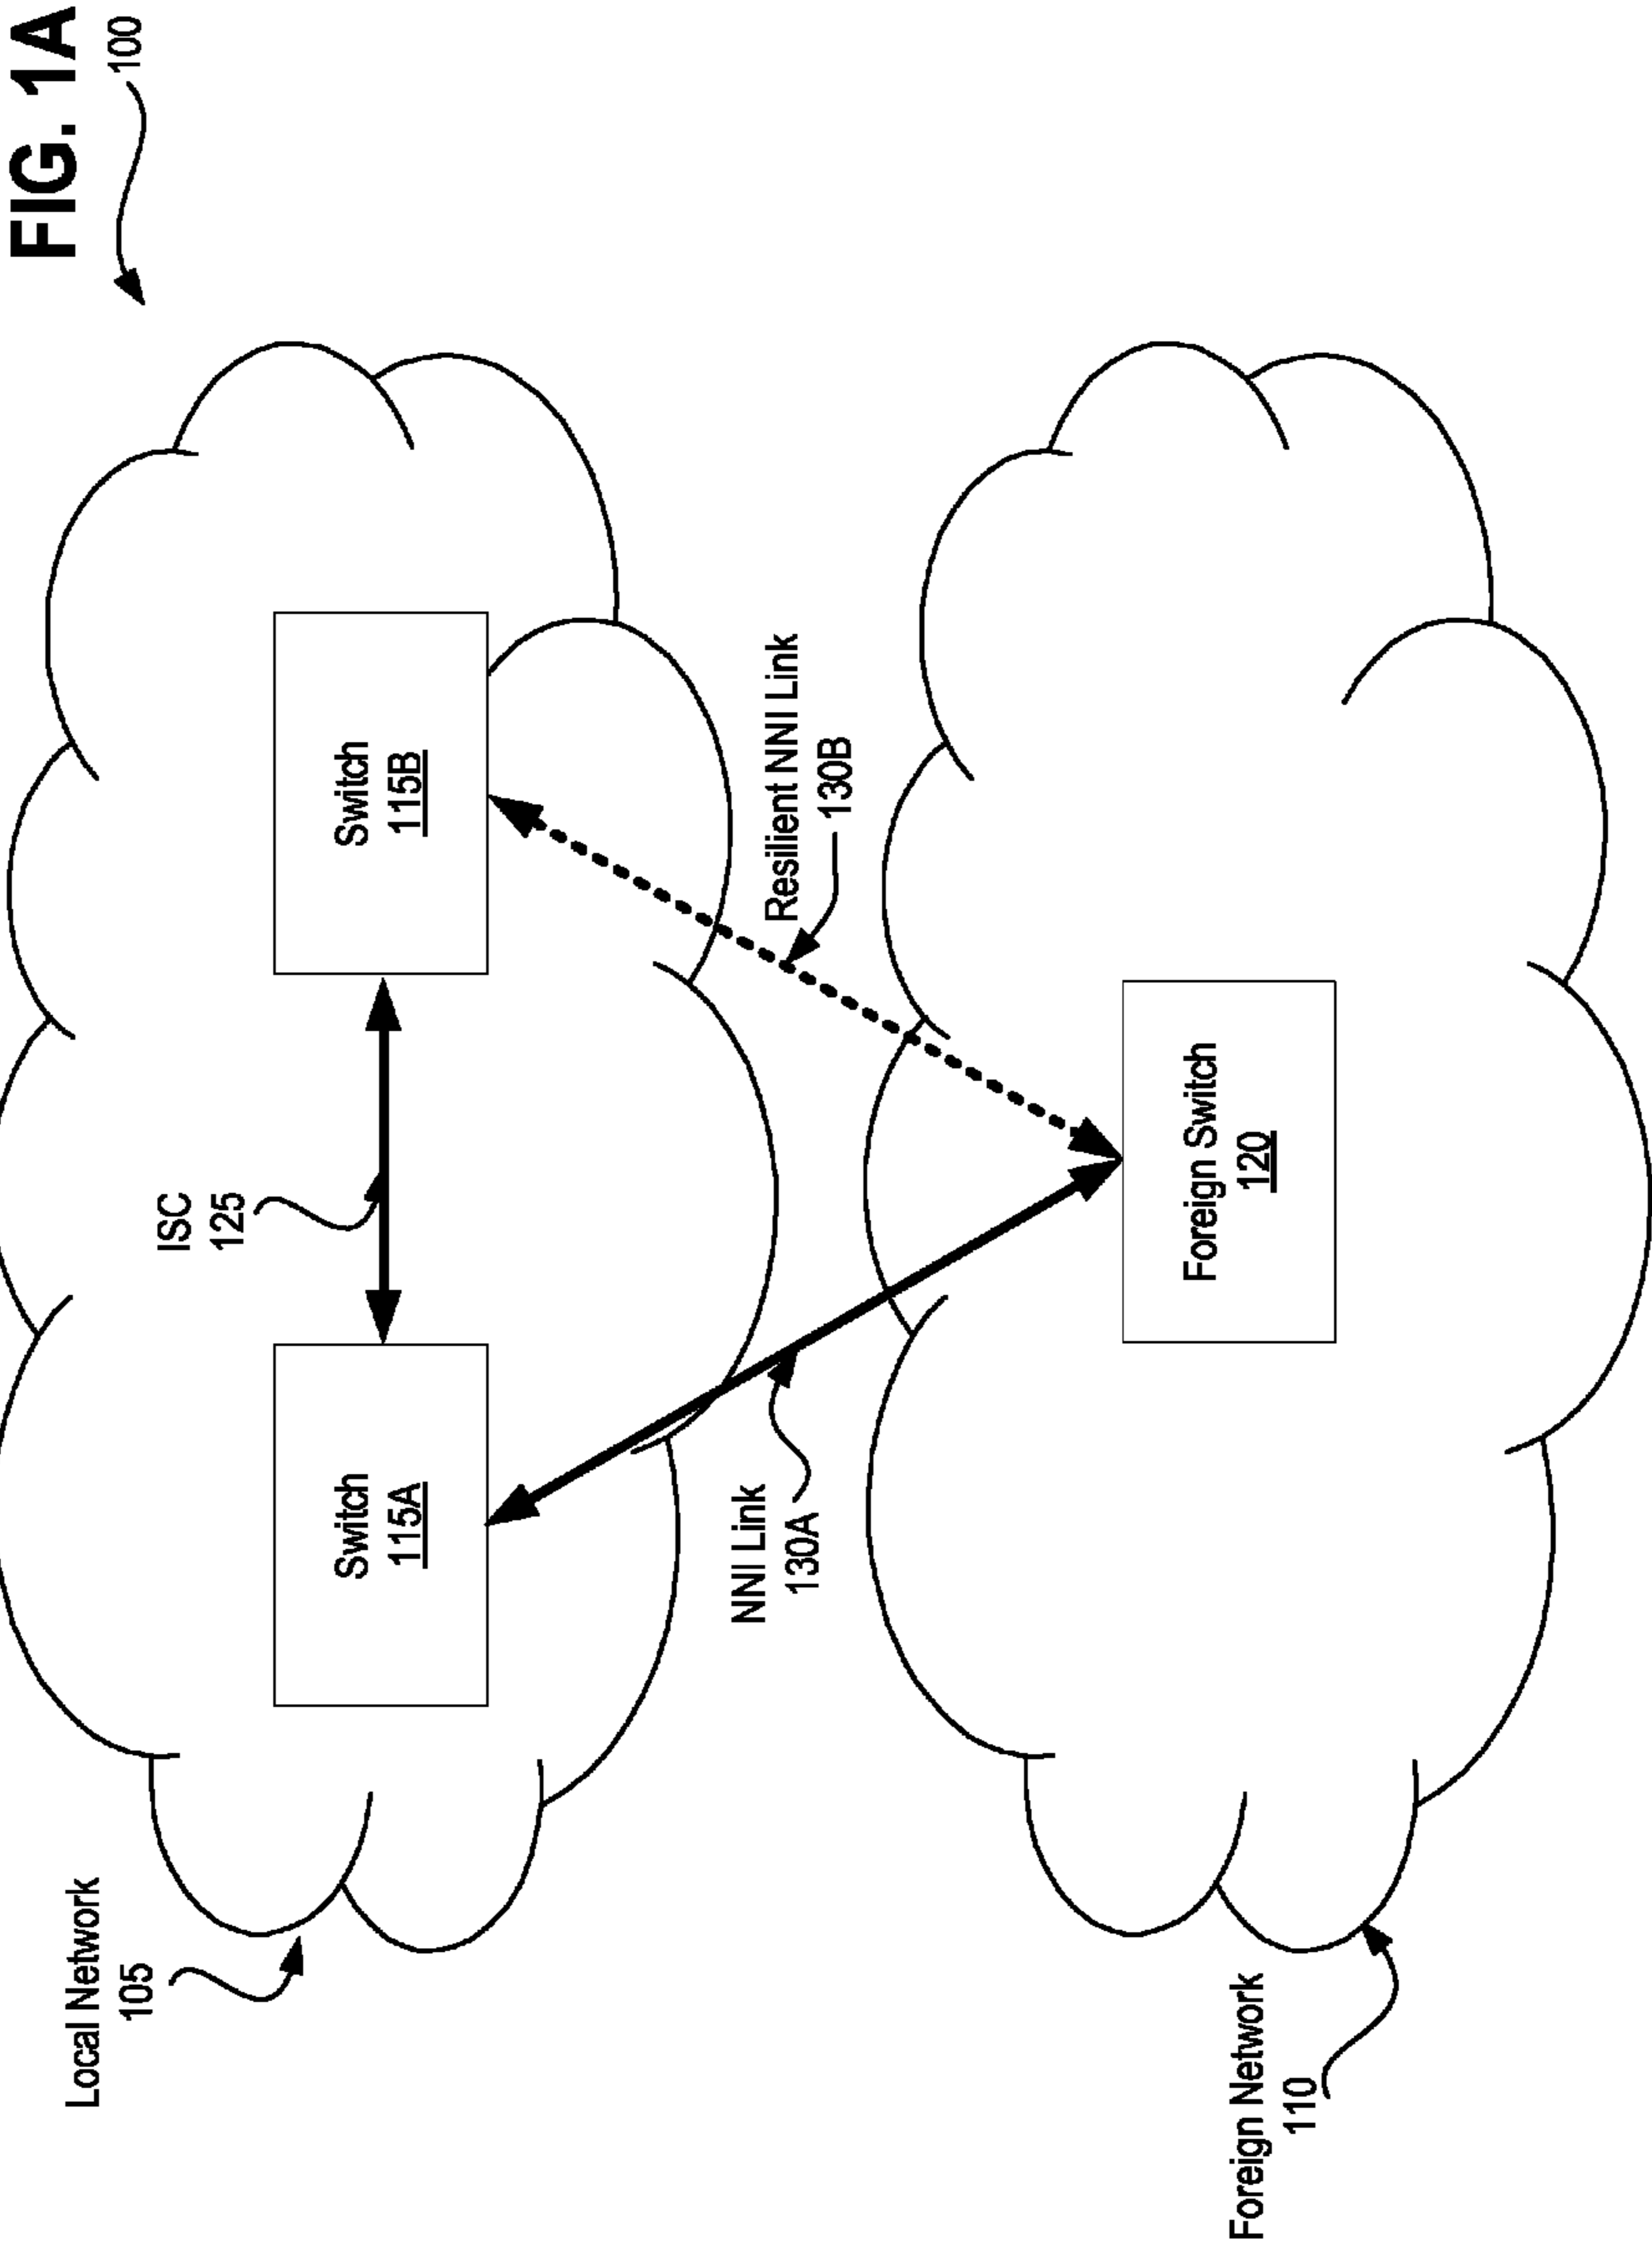 FIG. 1A
100
Local Network
105
ISC
125
Switch
115A
Switch
115B
NNI Link
130A
Resilient NNI Link
130B
Foreign Switch
120
Foreign Network
110